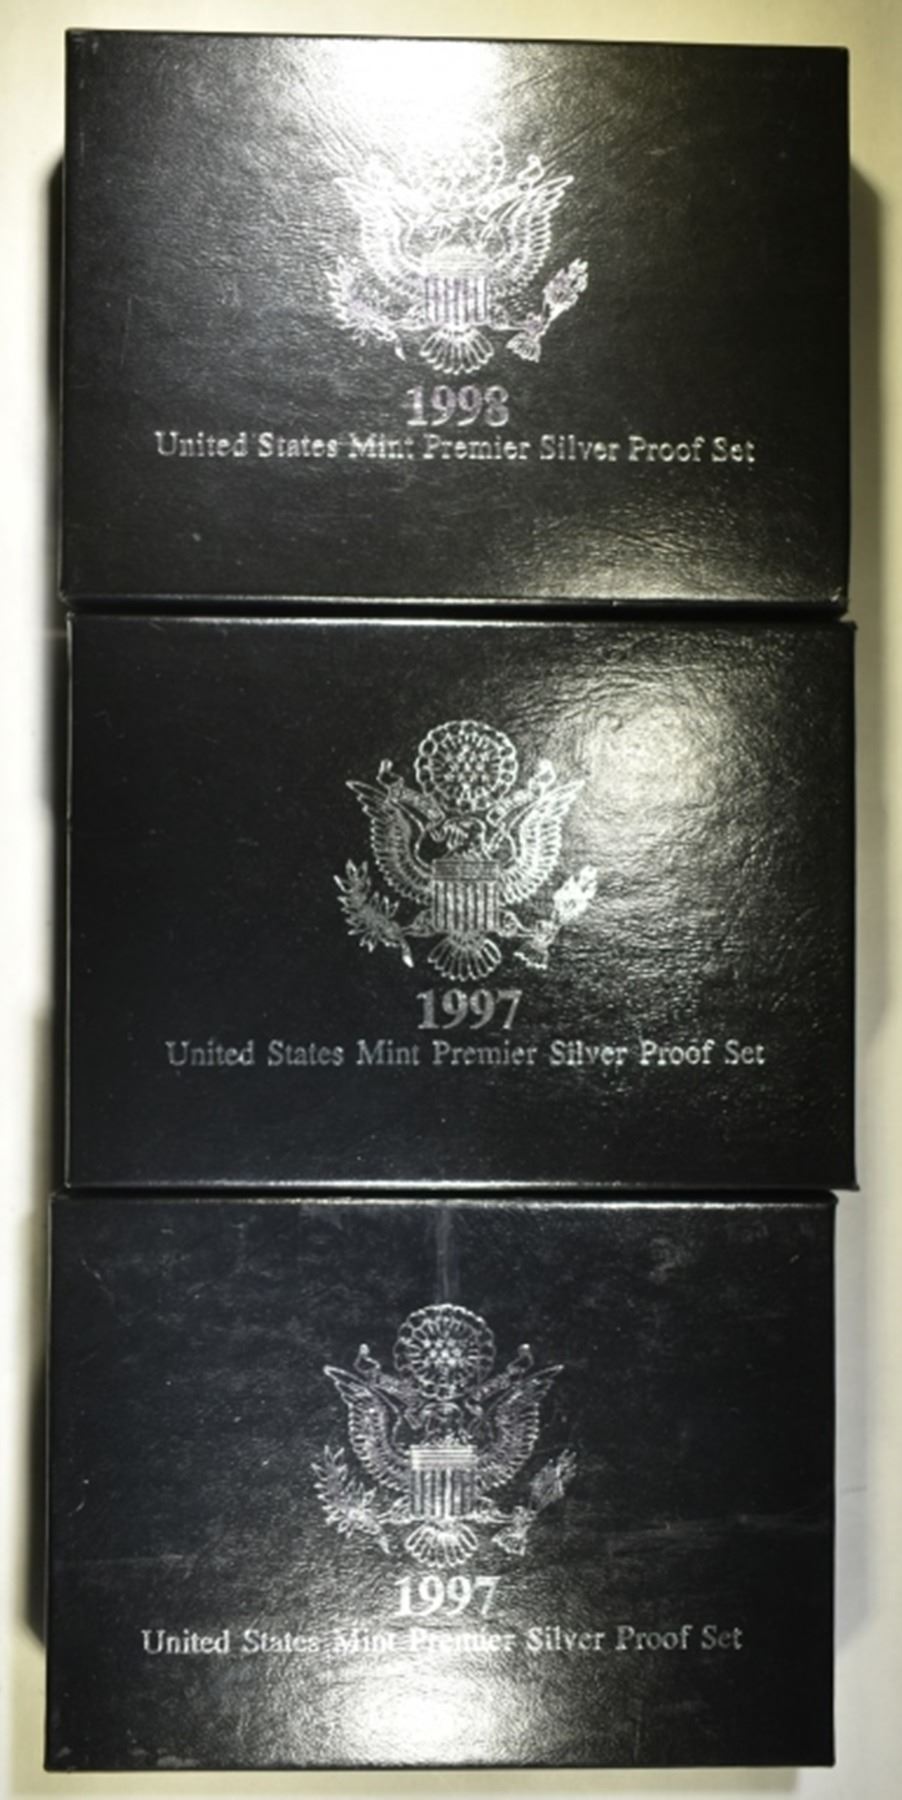 1998
United States Mint Premier Silver Proof Set
1997
United States Mint Premier Silver Proof Set
1997
United States Mint Premier Silver Proof Set